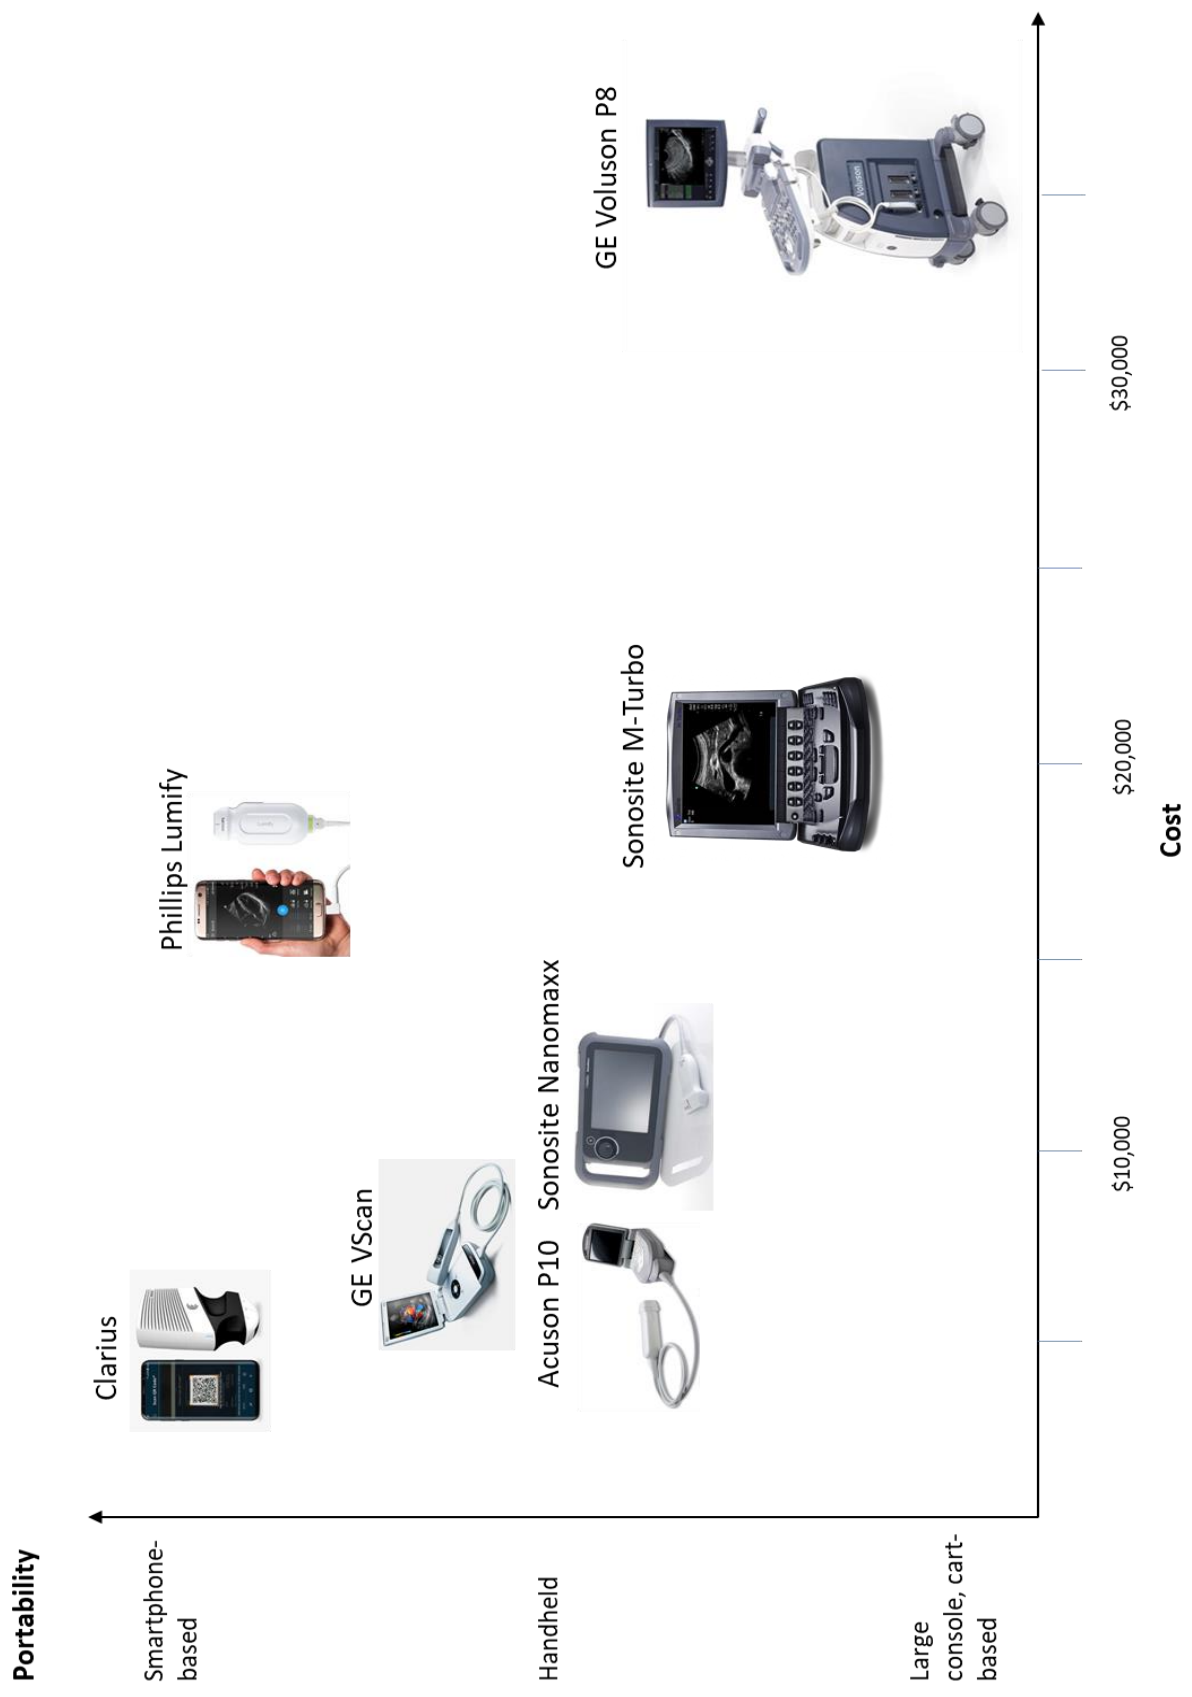 Portability
Smartphone-
based
Handheld
Large
console, cart-
based
Clarius
Phillips Lumify
GE VScan
Acuson P10
Sonosite Nanomaxx
Sonosite M-Turbo
GE Voluson P8
Voluson
$10,000
$20,000
$30,000
Cost